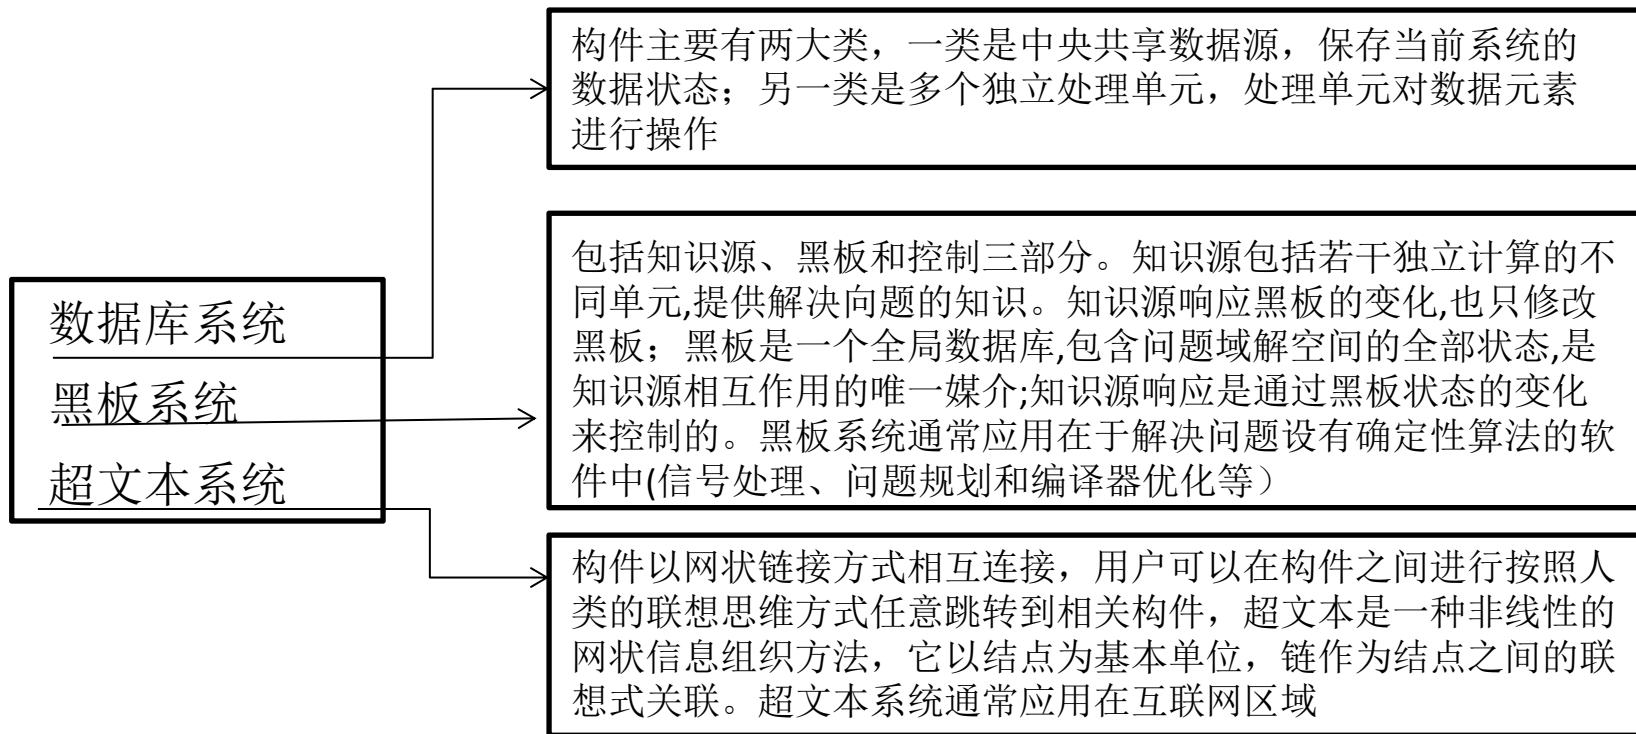 构件主要有两大类，一类是中央共享数据源，保存当前系统的
数据状态；另一类是多个独立处理单元，处理单元对数据元素
进行操作
数据库系统
黑板系统
超文本系统
包括知识源、黑板和控制三部分。知识源包括若干独立计算的不
同单元,提供解决向题的知识。知识源响应黑板的变化,也只修改
黑板；黑板是一个全局数据库,包含问题域解空间的全部状态,是
知识源相互作用的唯一媒介;知识源响应是通过黑板状态的变化
来控制的。黑板系统通常应用在于解决问题设有确定性算法的软
件中(信号处理、问题规划和编译器优化等）
构件以网状链接方式相互连接，用户可以在构件之间进行按照人
类的联想思维方式任意跳转到相关构件，超文本是一种非线性的
网状信息组织方法，它以结点为基本单位，链作为结点之间的联
想式关联。超文本系统通常应用在互联网区域